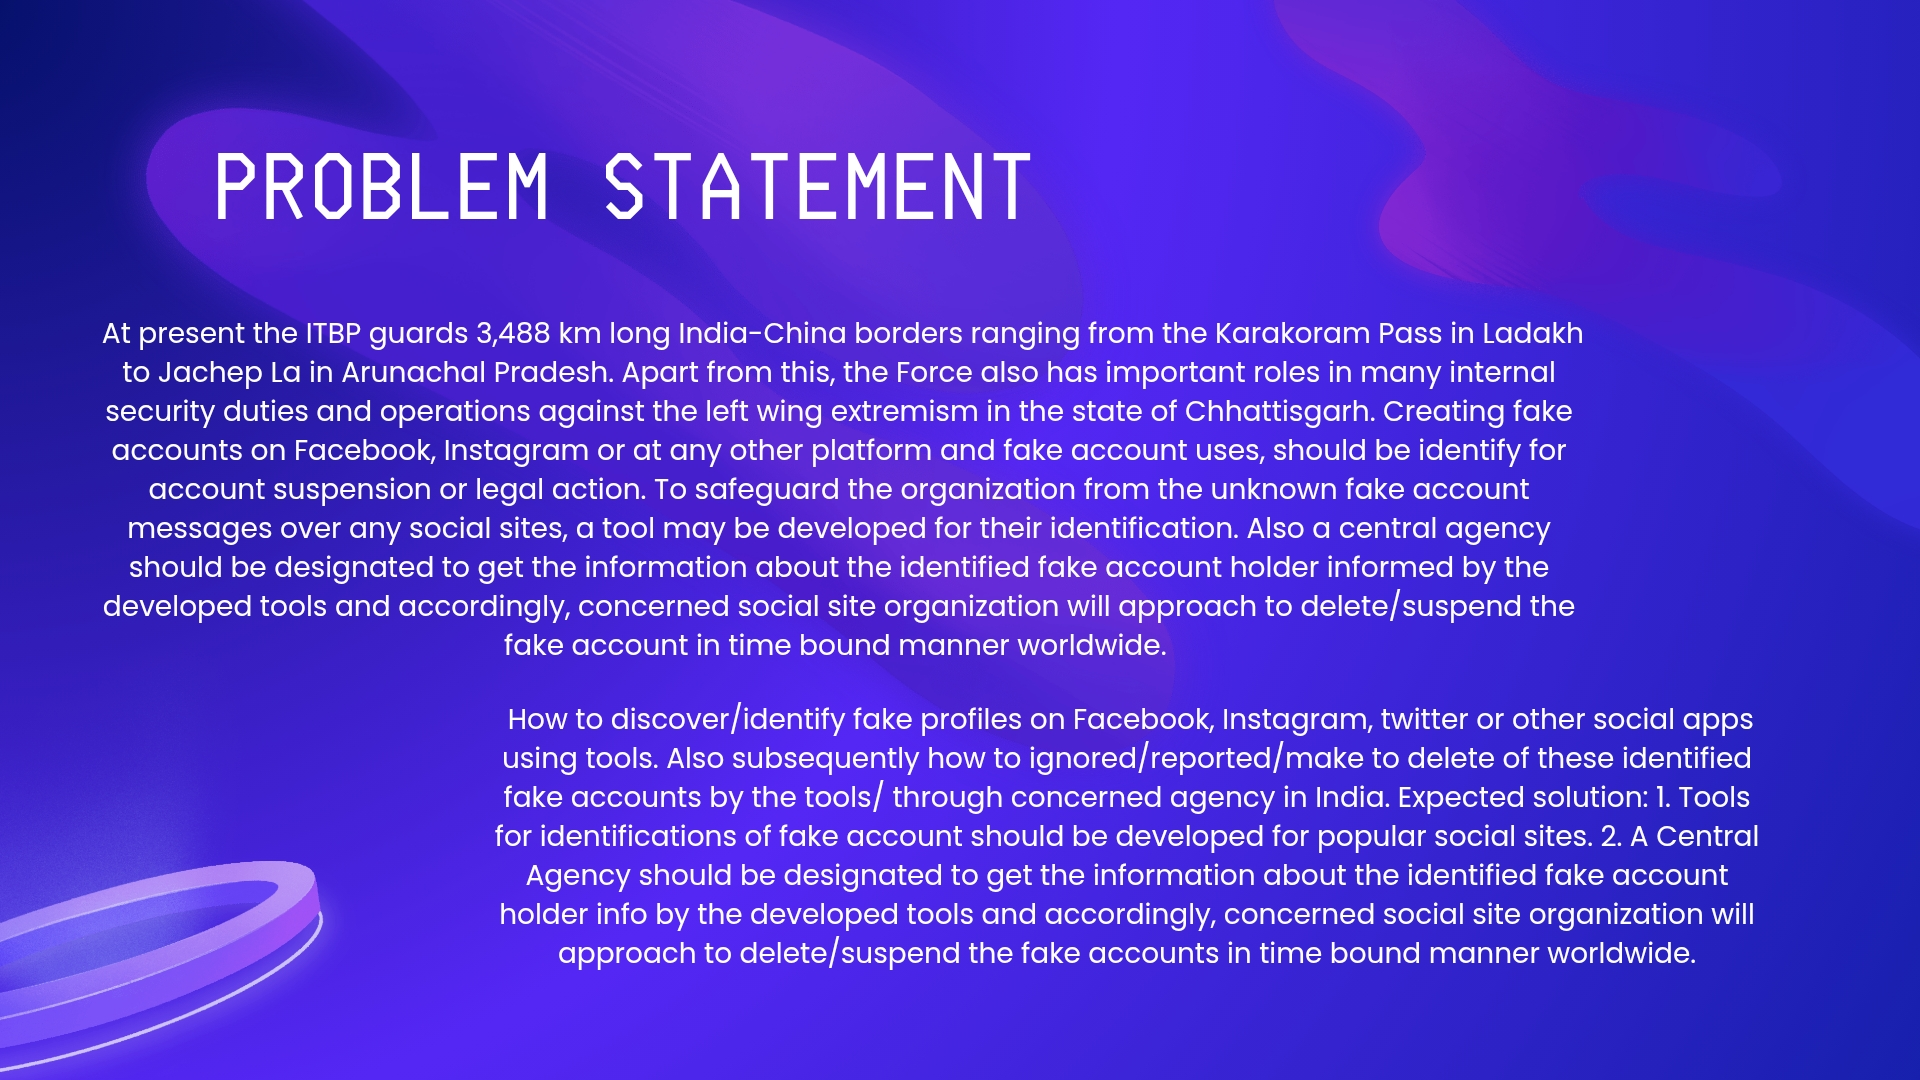 PROBLEM STATEMENT
At present the ITBP guards 3,488 km long India-China borders ranging from the Karakoram Pass in Ladakh
to Jachep La in Arunachal Pradesh. Apart from this, the Force also has important roles in many internal
security duties and operations against the left wing extremism in the state of Chhattisgarh. Creating fake
accounts on Facebook, Instagram or at any other platform and fake account uses, should be identify for
account suspension or legal action. To safeguard the organization from the unknown fake account
messages over any social sites, a tool may be developed for their identification. Also a central agency
should be designated to get the information about the identified fake account holder informed by the
developed tools and accordingly, concerned social site organization will approach to delete/suspend the
fake account in time bound manner worldwide.
How to discover/identify fake profiles on Facebook, Instagram, twitter or other social apps
using tools. Also subsequently how to ignored/reported/make to delete of these identified
fake accounts by the tools/ through concerned agency in India. Expected solution: 1. Tools
for identifications of fake account should be developed for popular social sites. 2. A Central
Agency should be designated to get the information about the identified fake account
holder info by the developed tools and accordingly, concerned social site organization will
approach to delete/suspend the fake accounts in time bound manner worldwide.